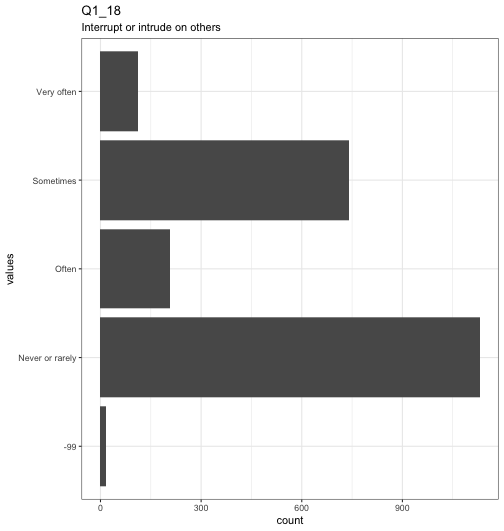 Q1_18
Interrupt or intrude on others
Very often
Sometimes
Often
Never or rarely
-99
values
0 300 600 900
count